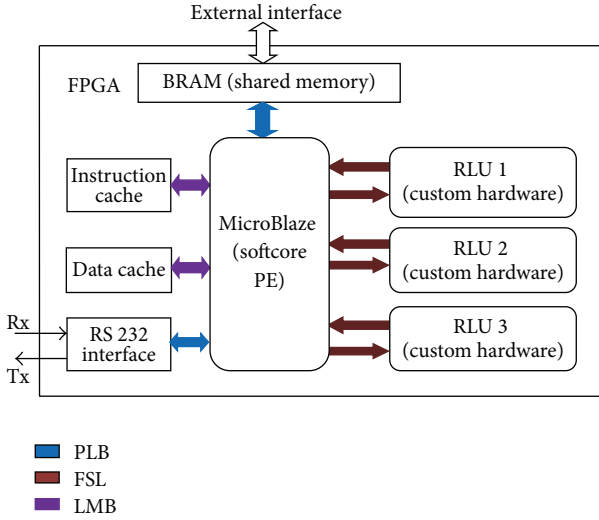 External interface
FPGA
BRAM (shared memory)
Instruction
cache
Data cache
Rx
Tx
RS 232
interface
MicroBlaze
(softcore
PE)
RLU 1
(custom hardware)
RLU 2
(custom hardware)
RLU 3
(custom hardware)
PLB
FSL
LMB